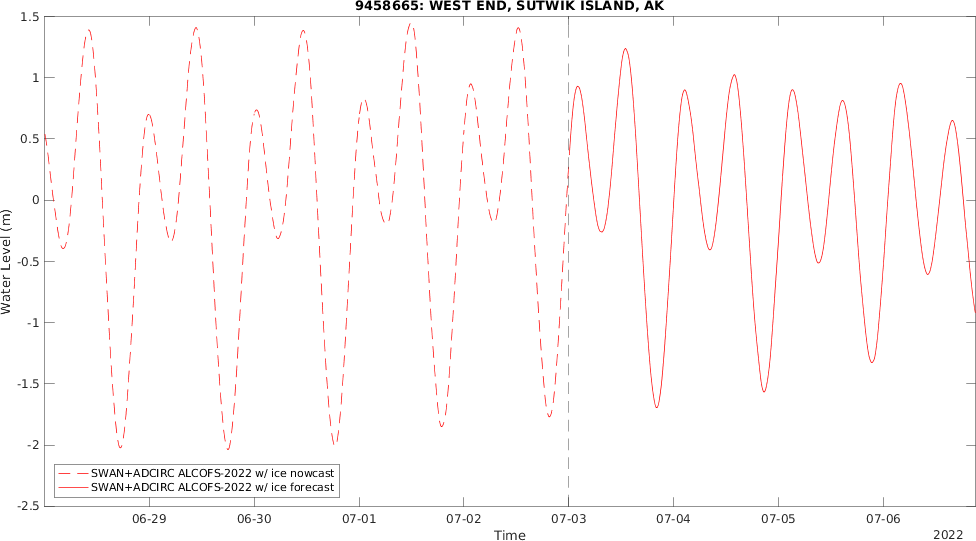 9458665: WEST END, SUTWIK ISLAND, AK
1.5
1
0.5
0
-0.5
-1
-1.5
-2
-2.5
Water Level (m)
SWAN+ADCIRC ALCOFS-2022 w/ ice nowcast
SWAN+ADCIRC ALCOFS-2022 w/ ice forecast
06-29 06-30 07-01 07-02 07-03 07-04 07-05 07-06
Time
2022